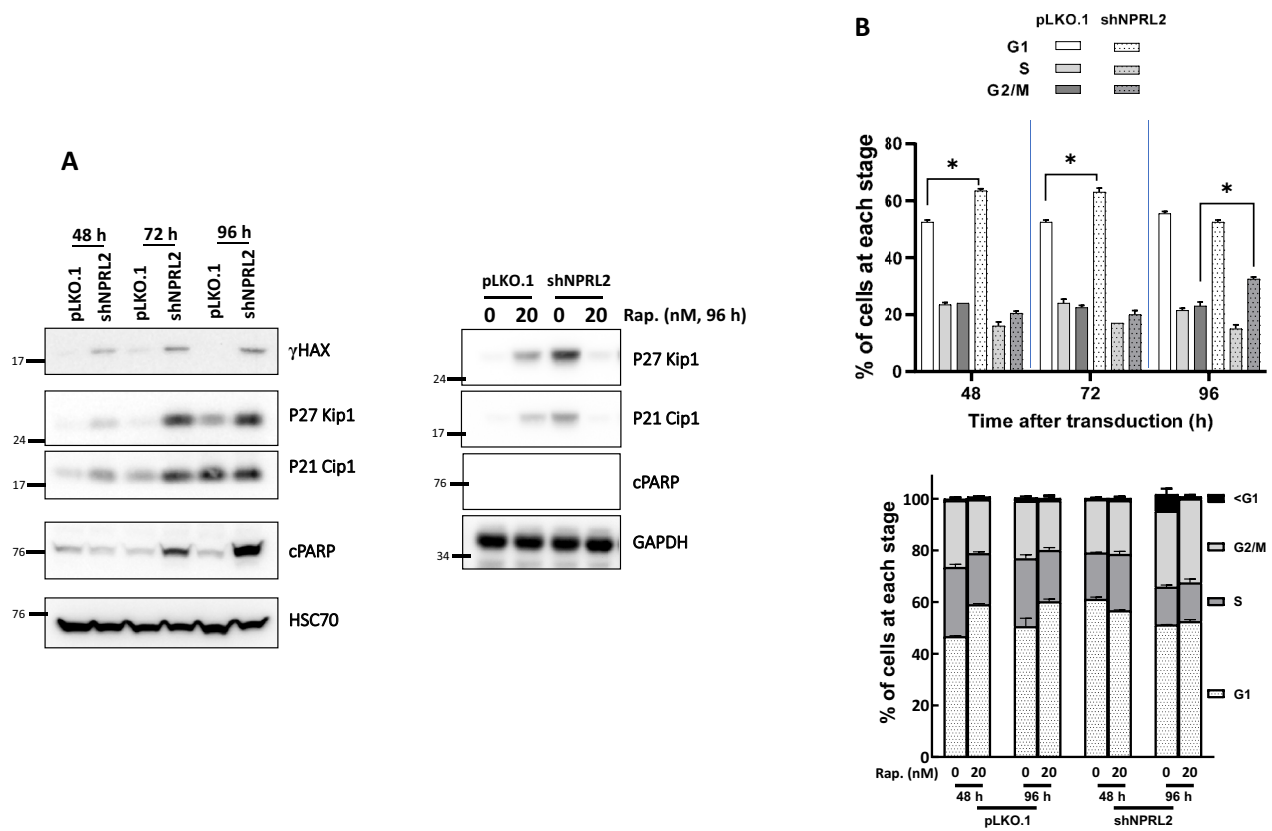 A
48 h 72 h 96 h
pLKO.1 shNPRL2 pLKO.1 shNPRL2 pLKO.1 shNPRL2
17 γHAX
24 P27 Kip1
17 P21 Cip1
76 cPARP
76 HSC70
pLKO.1 shNPRL2
0 20 0 20 Rap. (nM, 96 h)
24 P27 Kip1
17 P21 Cip1
76 cPARP
34 GAPDH
B
pLKO.1 shNPRL2
G1
S
G2/M
% of cells at each stage
80
60
40
20
0
* * *
48 72 96
Time after transduction (h)
% of cells at each stage
100
80
60
40
20
0
<G1
G2/M
S
G1
Rap. (nM) 0 20 0 20 0 20 0 20
48 h 96 h 48 h 96 h
pLKO.1 shNPRL2